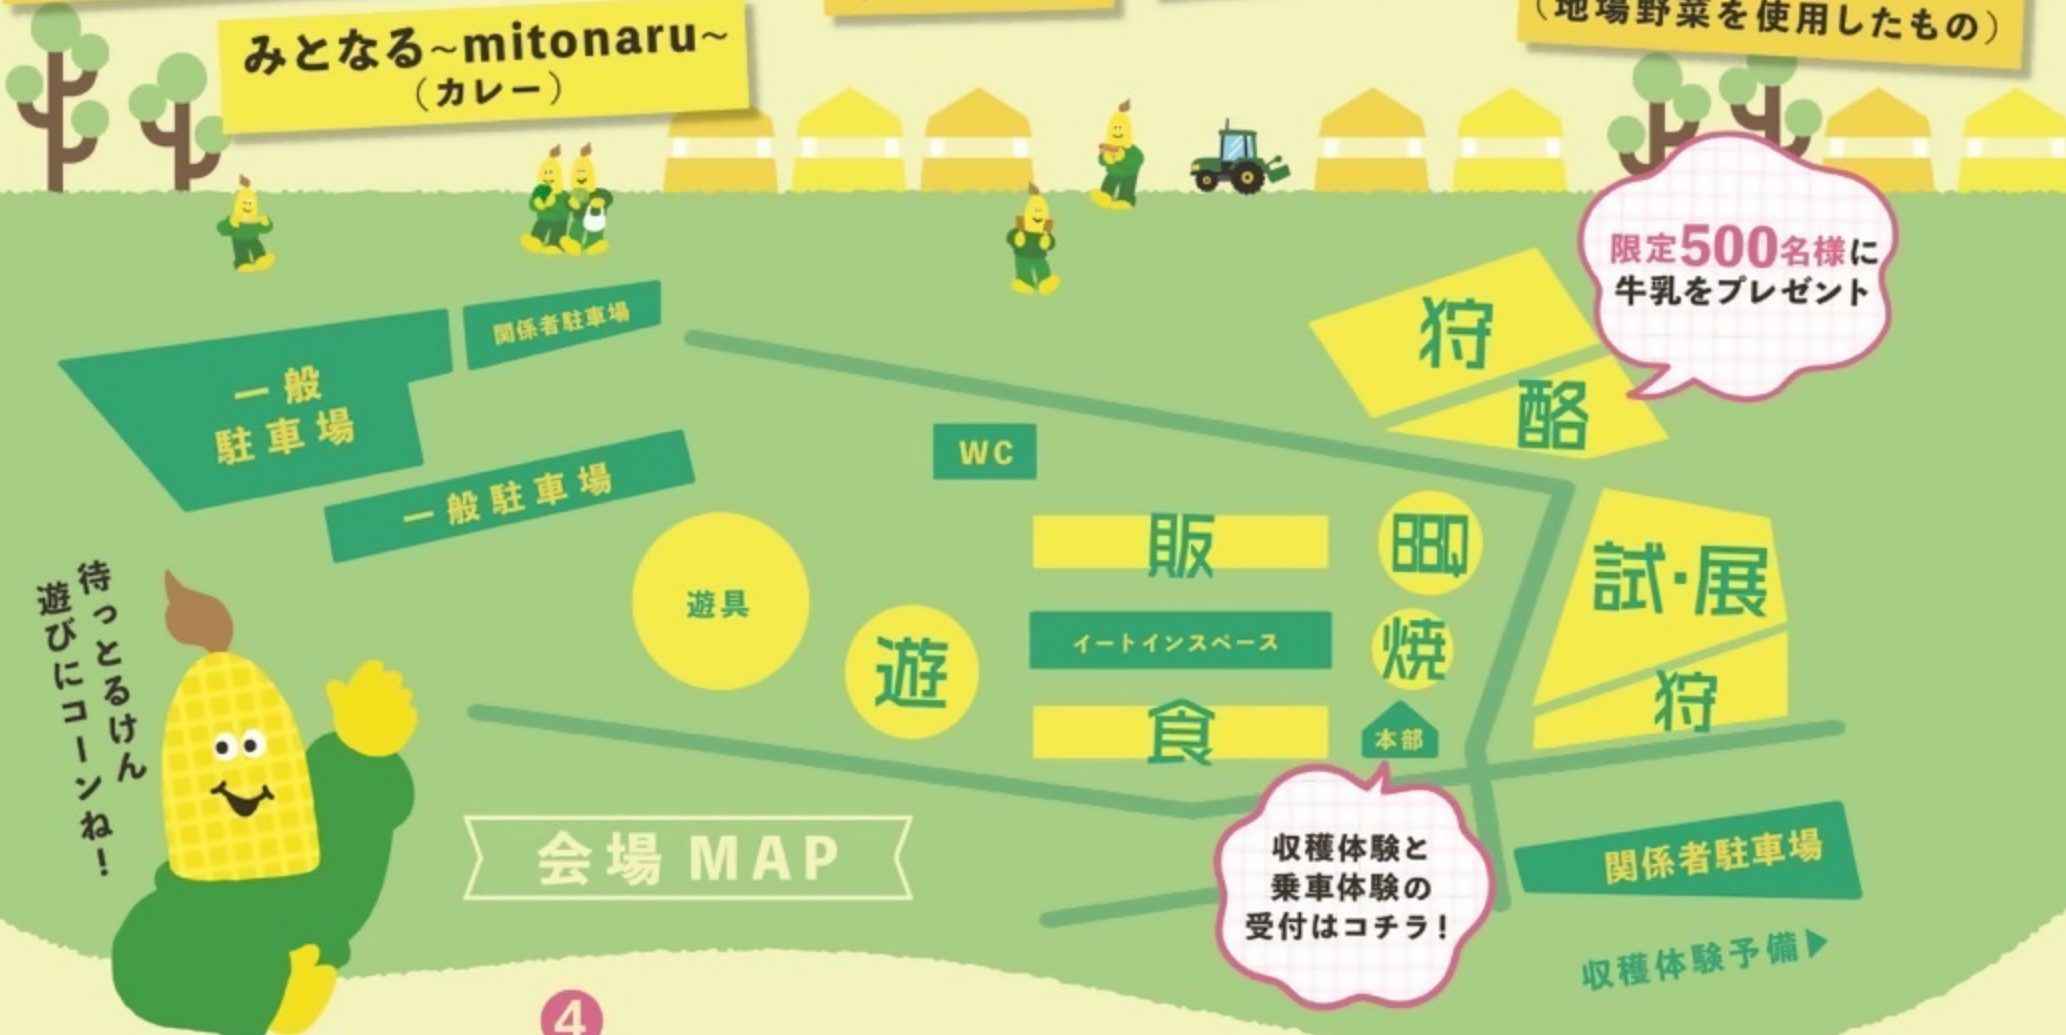 みとなる~mitonaru~
（カレー）
（地場野菜を使用したもの）
限定500名様に
牛乳をプレゼント
関係者駐車場
一般
駐車場
一般駐車場
狩
酪
WC
販
BBQ
試・展
遊具
遊
イートインスペース
焼
狩
食
本部
待っとるけん
遊びにコーンね！
会場MAP
収穫体験と
乗車体験の
受付はコチラ！
関係者駐車場
収穫体験予備▶
4